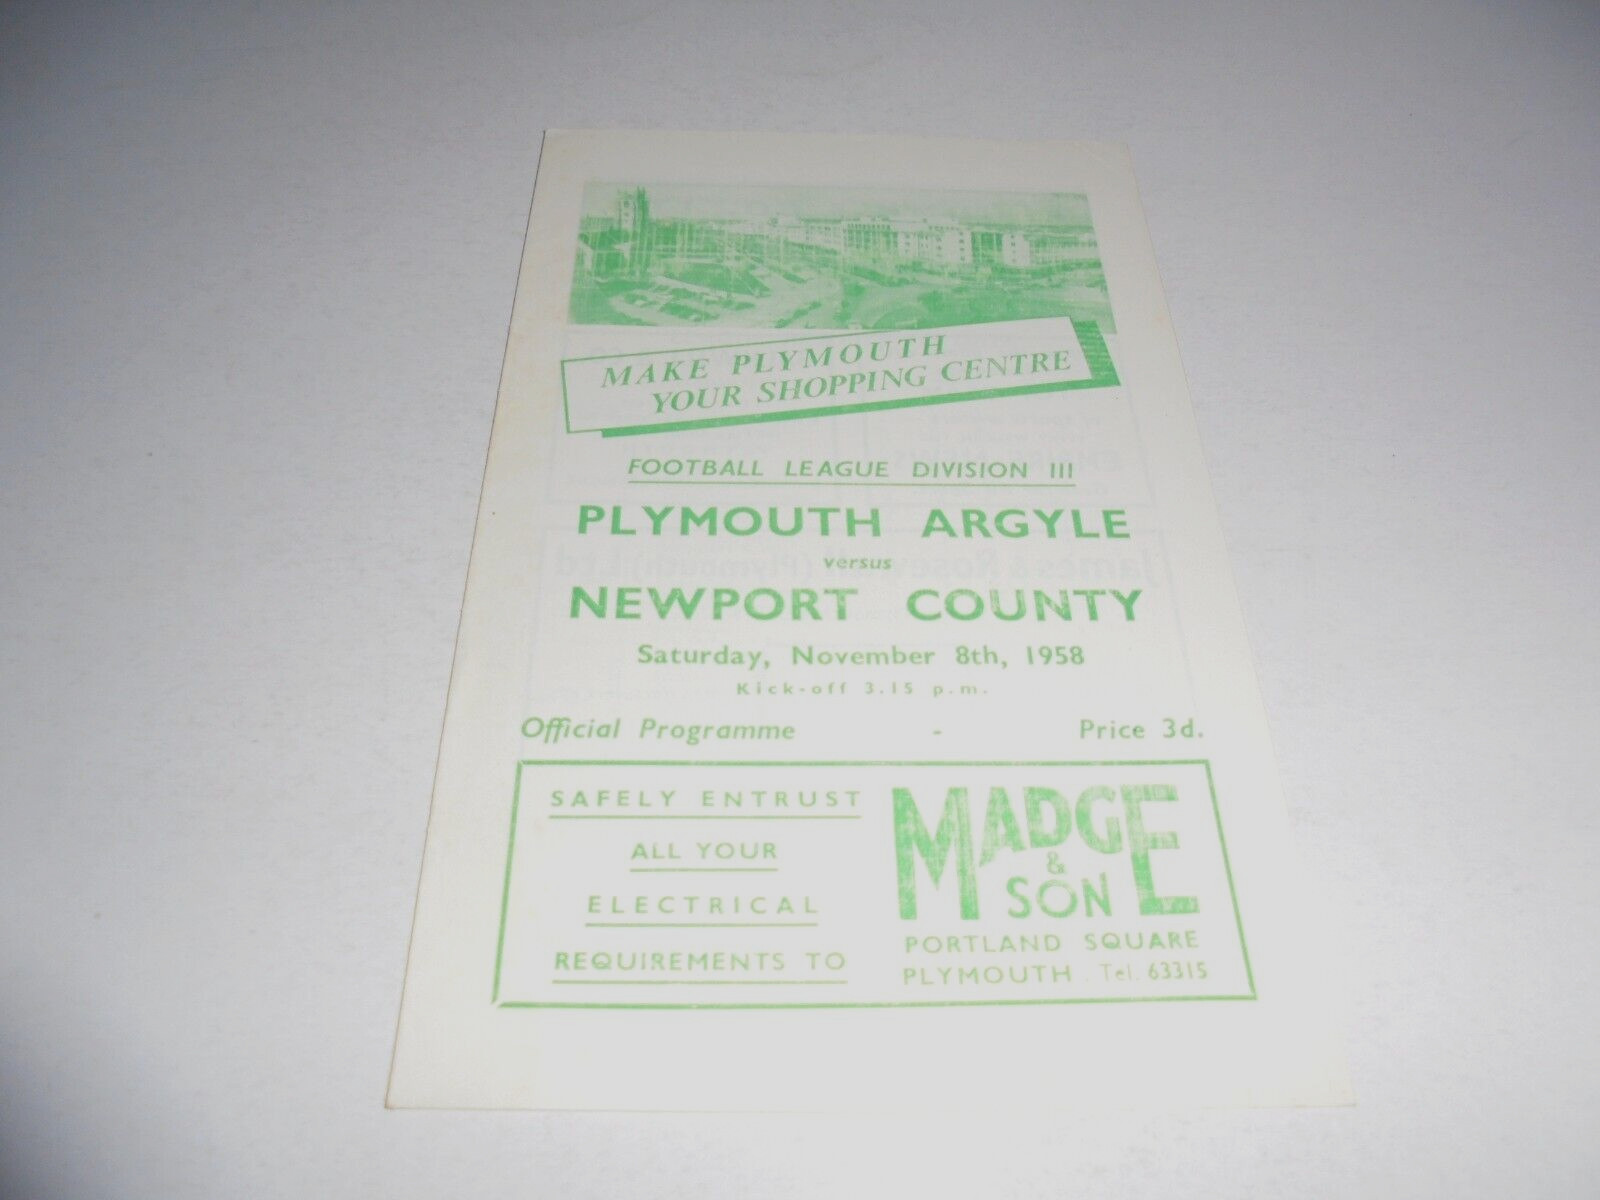 MAKE PLYMOUTH
YOUR SHOPPING CENTRE
FOOTBALL LEAGUE DIVISION III
PLYMOUTH ARGYLE
versus
NEWPORT COUNTY
Saturday, November 8th, 1958
Kick-off 3.15 p.m.
Official Programme - Price 3d.
SAFELY ENTRUST
ALL YOUR
ELECTRICAL
REQUIREMENTS TO
MADGE
& SON
PORTLAND SQUARE
PLYMOUTH. Tel. 63315